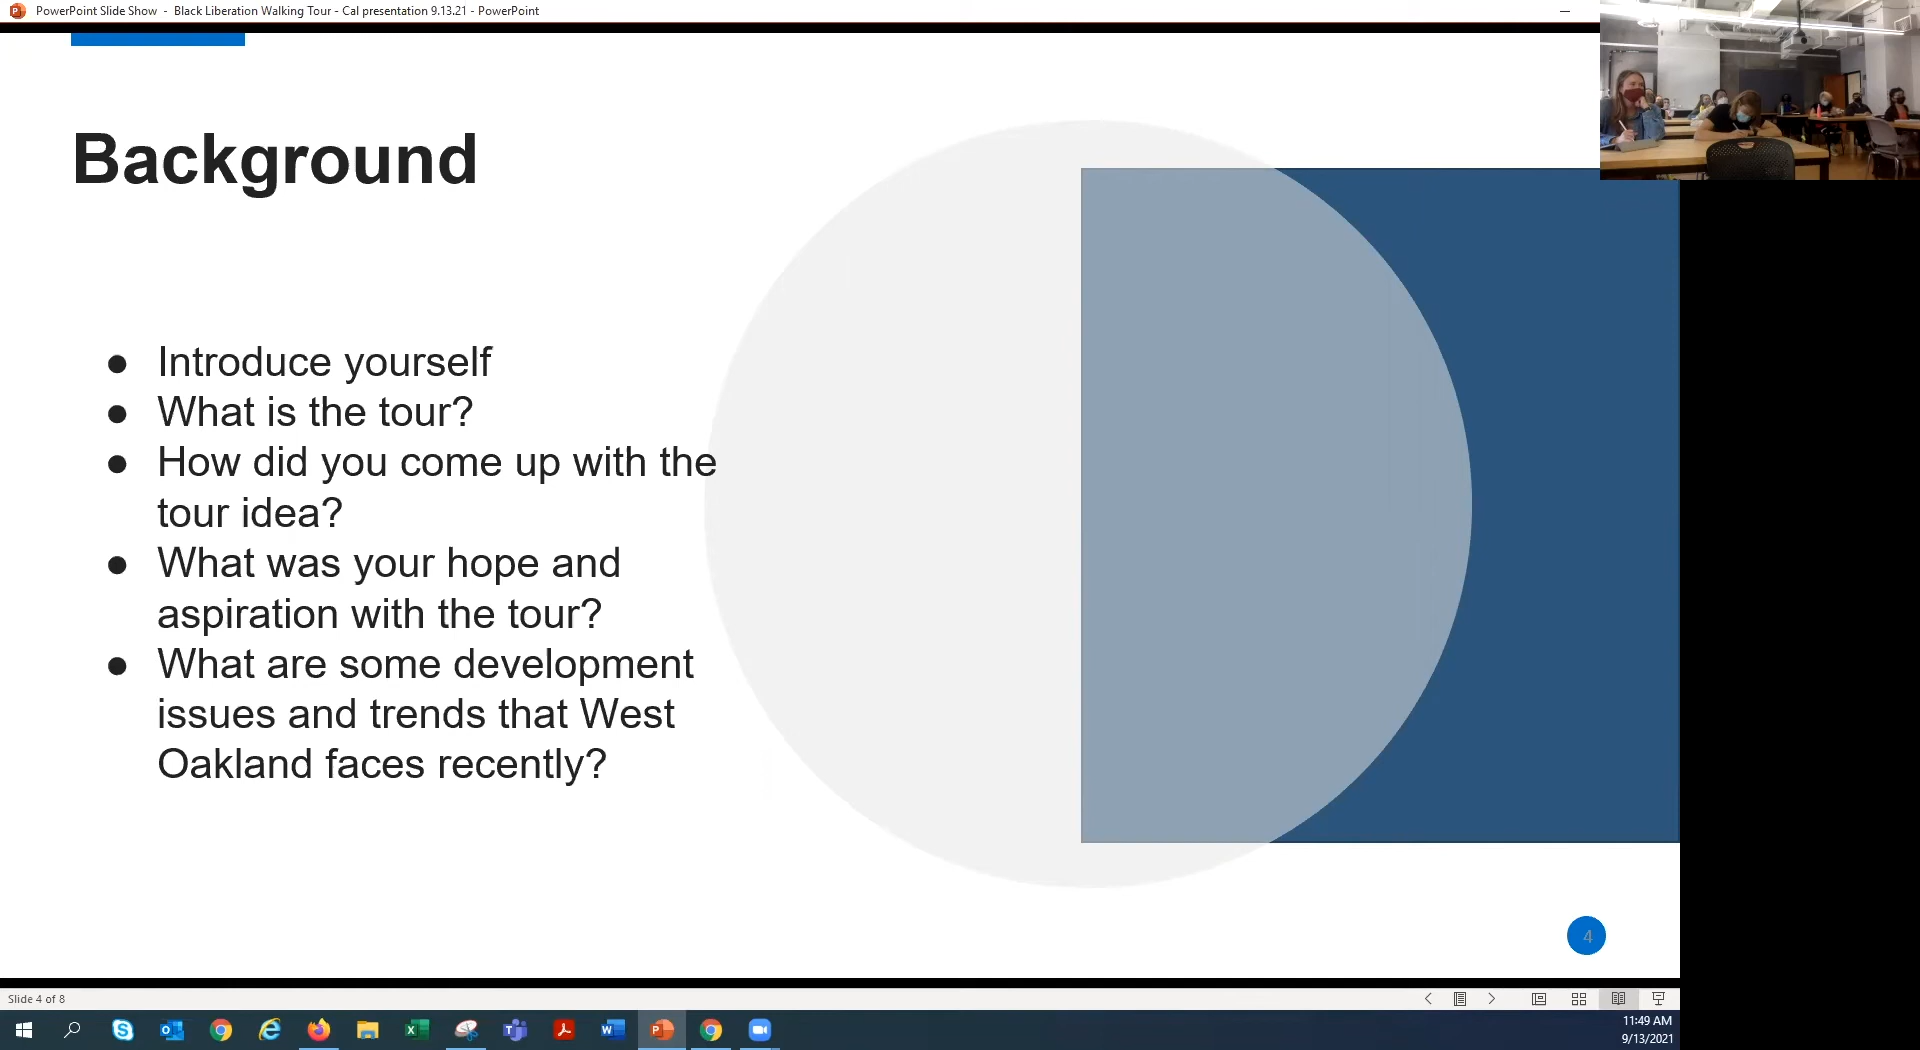 PowerPoint Slide Show - Black Liberation Walking Tour - Cal presentation 9.13.21 - PowerPoint
Background
● Introduce yourself
● What is the tour?
● How did you come up with the
tour idea?
● What was your hope and
aspiration with the tour?
● What are some development
issues and trends that West
Oakland faces recently?
4
Slide 4 of 8
11:49 AM
9/13/2021